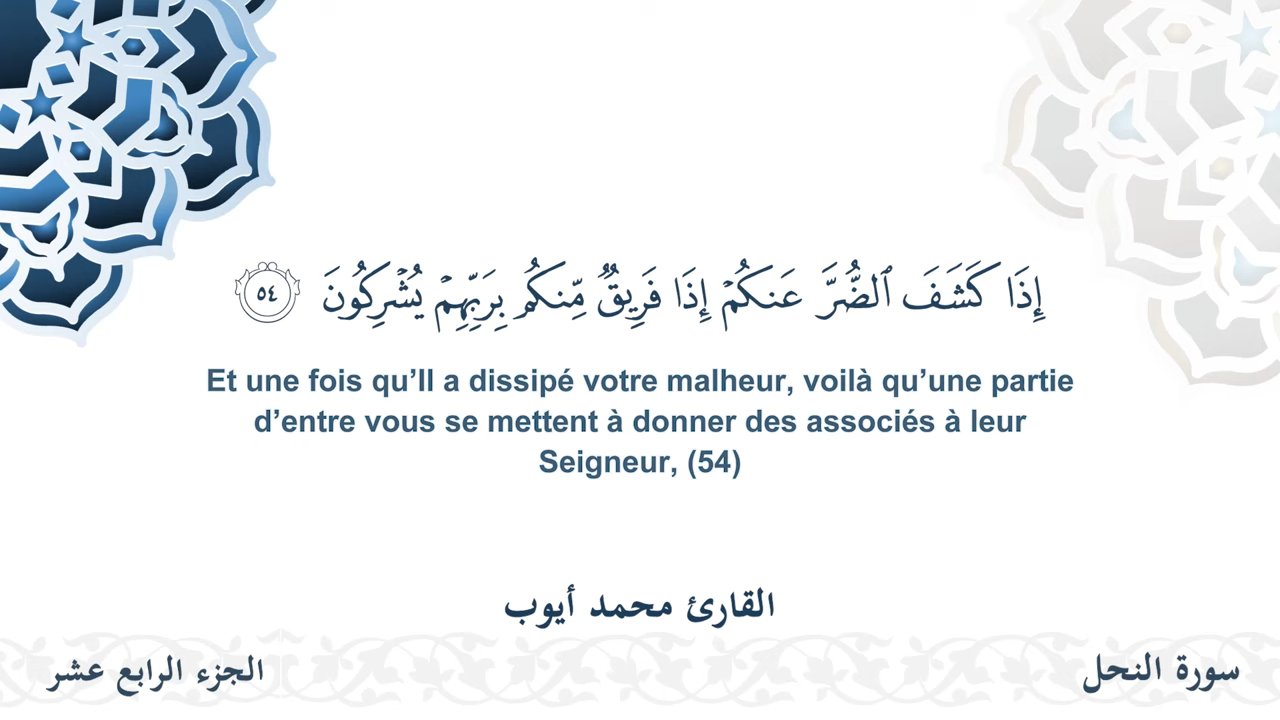 إِذَا كَشَفَ ٱلضُّرَّ عَنكُمْ إِذَا فَرِيقٌ مِّنكُم بِرَبِّهِمْ يُشْرِكُونَ ٥٤
Et une fois qu’Il a dissipé votre malheur, voilà qu’une partie
d’entre vous se mettent à donner des associés à leur
Seigneur, (54)
القارئ محمد أيوب
سورة النحل
الجزء الرابع عشر